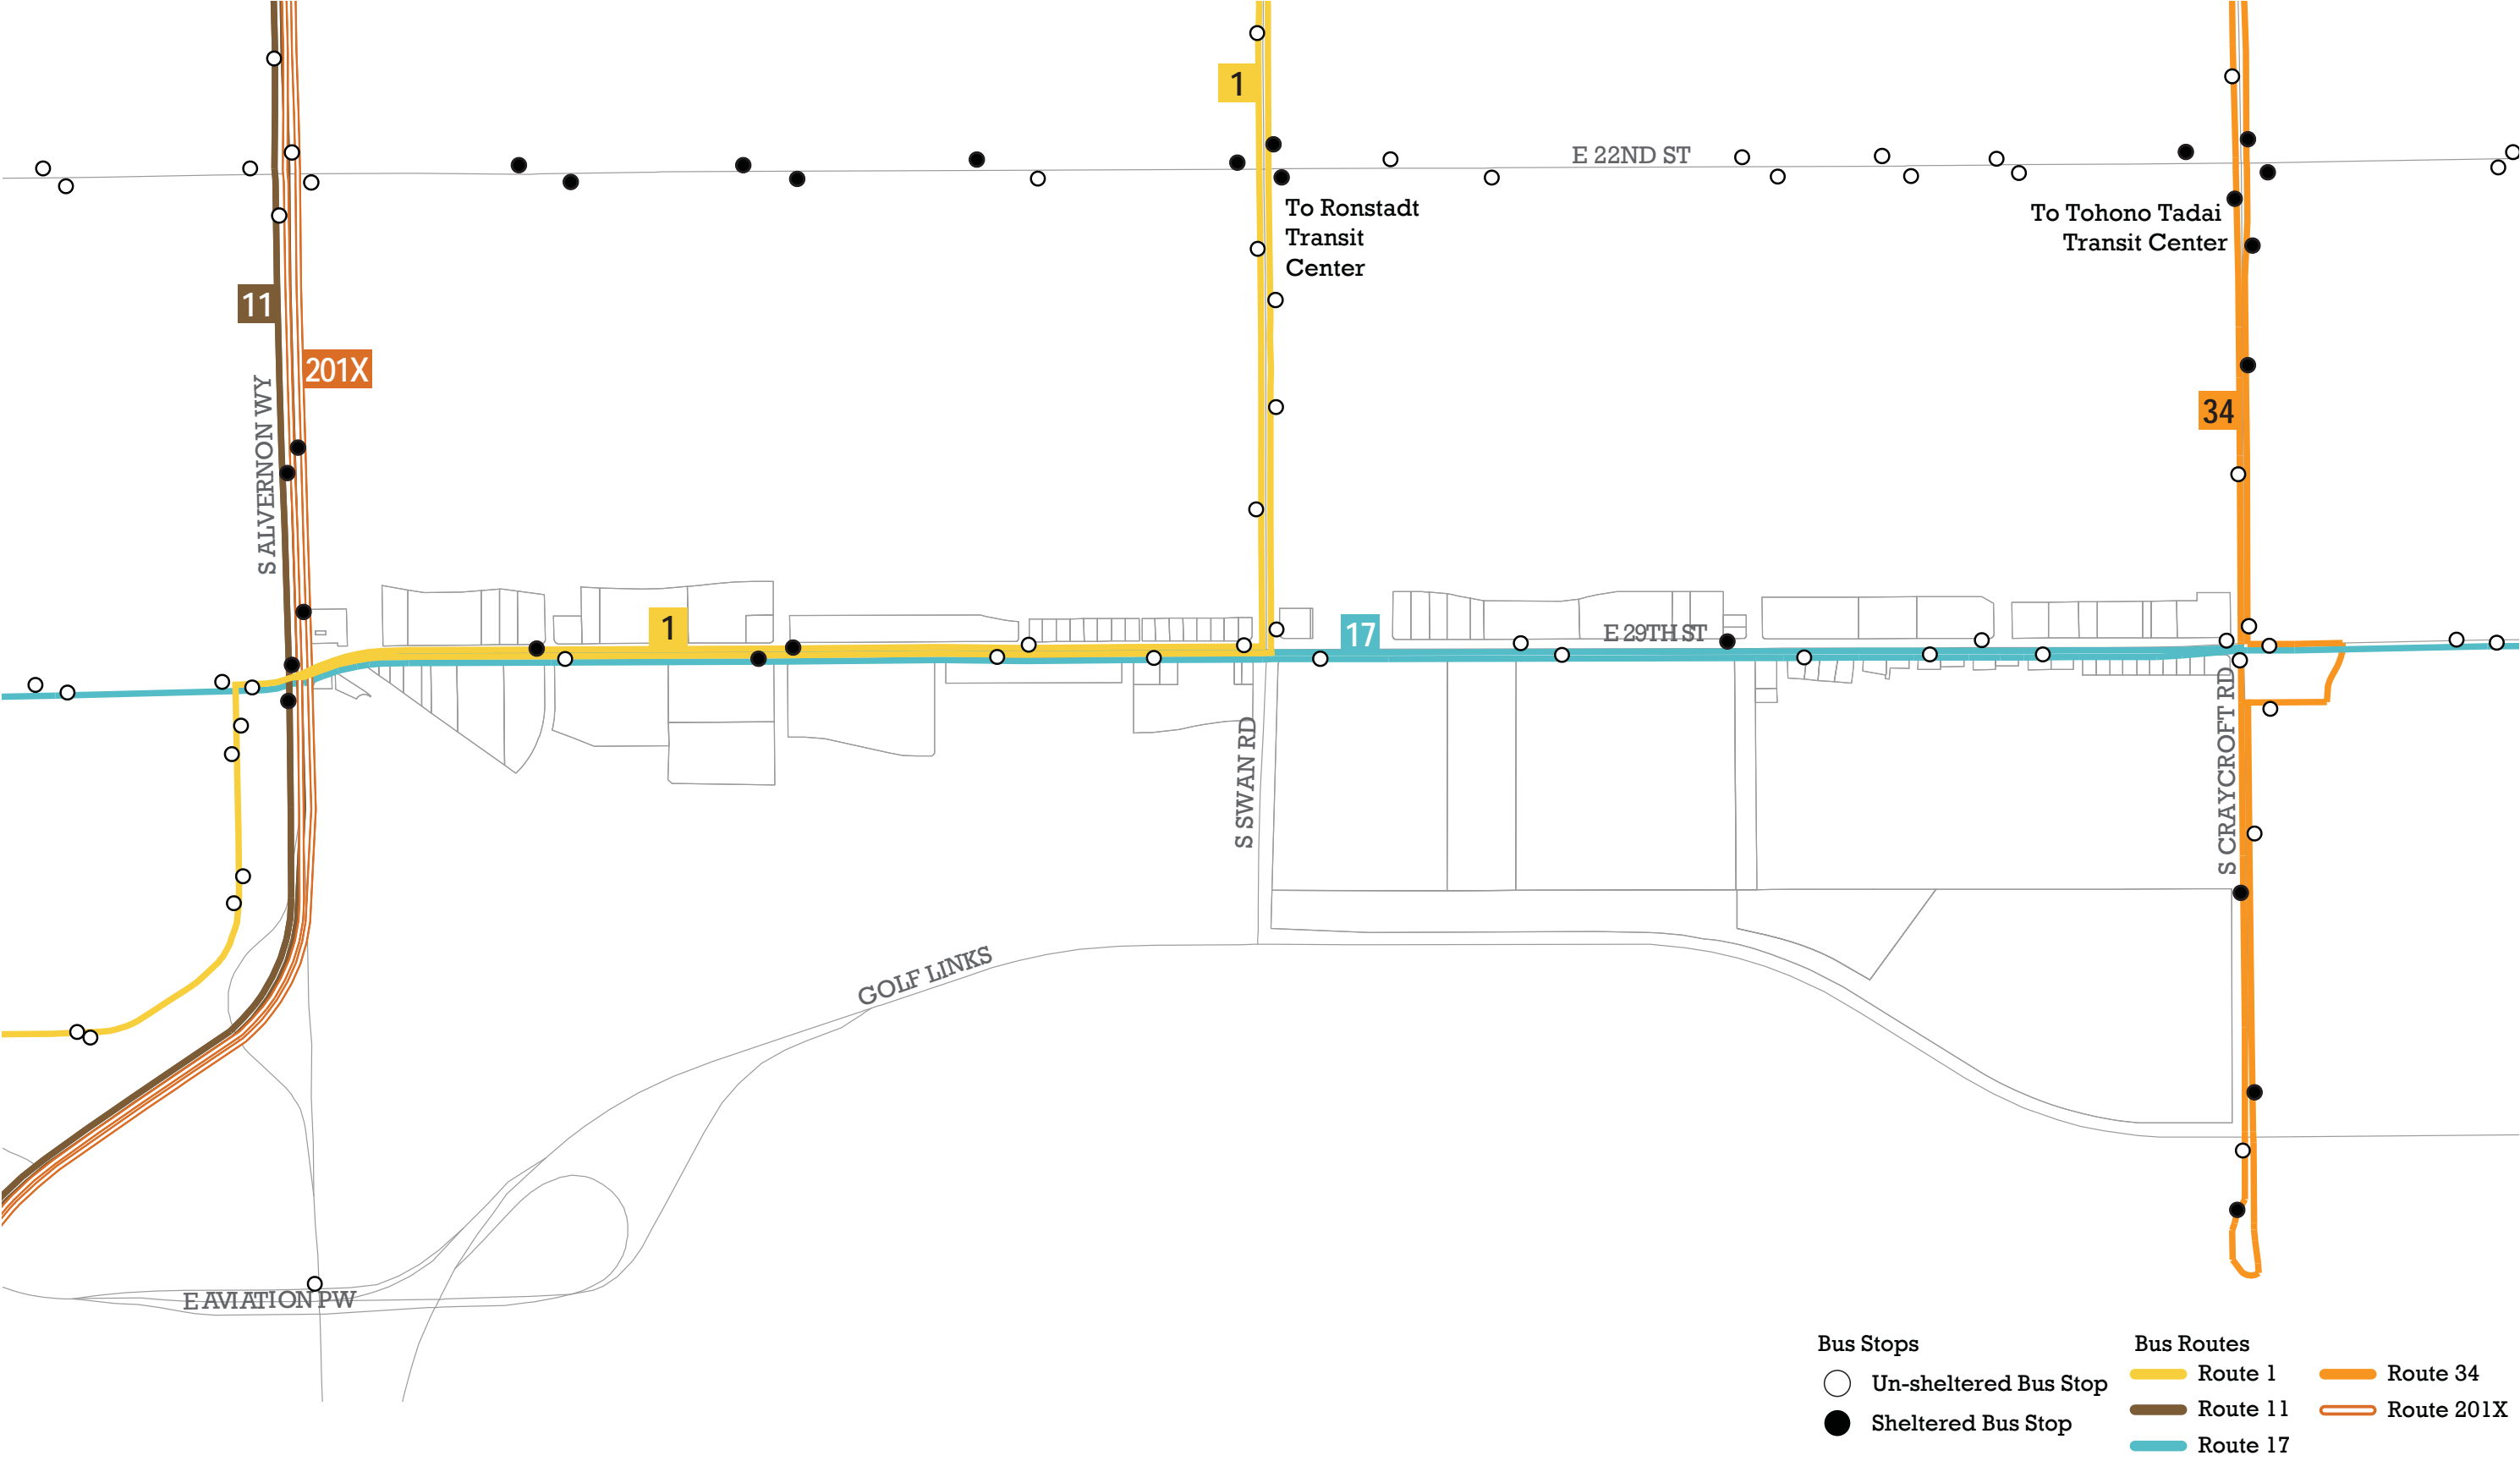 1
E 22ND ST
To Ronstadt
Transit
Center
To Tohono Tadai
Transit Center
11
201X
34
S ALVERNON WY
1
17
E 29TH ST
S SWAN RD
S CRAYCROFT RD
GOLF LINKS
E AVIATION PW
Bus Stops
Un-sheltered Bus Stop
Sheltered Bus Stop
Bus Routes
Route 1
Route 11
Route 17
Route 34
Route 201X